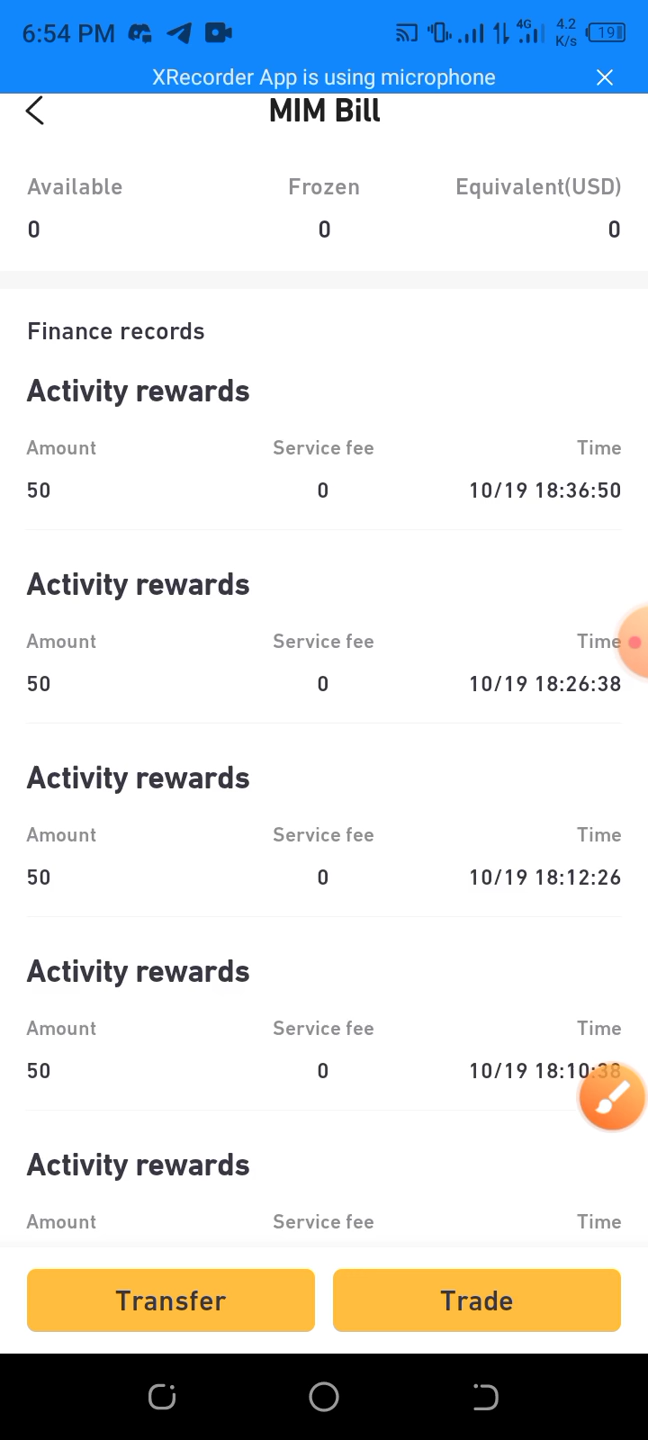 6:54 PM 4G 4.2 K/s 19
XRecorder App is using microphone
MIM Bill
Available Frozen Equivalent(USD)
0 0 0
Finance records
Activity rewards
Amount Service fee Time
50 0 10/19 18:36:50
Activity rewards
Amount Service fee Time
50 0 10/19 18:26:38
Activity rewards
Amount Service fee Time
50 0 10/19 18:12:26
Activity rewards
Amount Service fee Time
50 0 10/19 18:10:38
Activity rewards
Amount Service fee Time
Transfer Trade